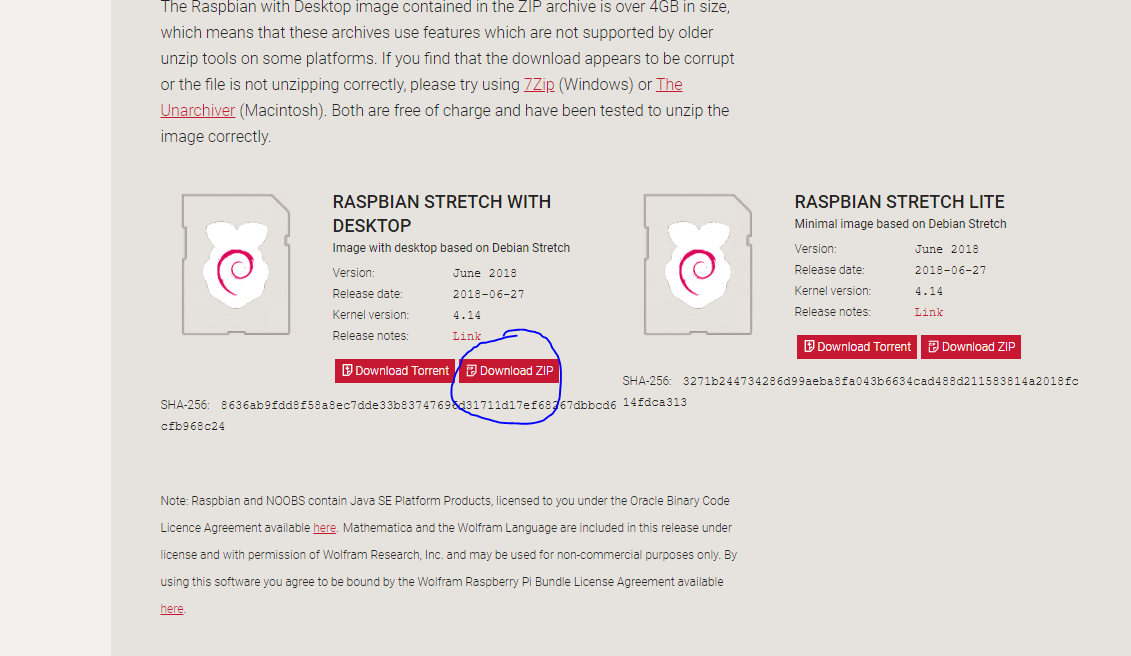 The Raspbian with Desktop image contained in the ZIP archive is over 4GB in size,
which means that these archives use features which are not supported by older
unzip tools on some platforms. If you find that the download appears to be corrupt
or the file is not unzipping correctly, please try using 7Zip (Windows) or The
Unarchiver (Macintosh). Both are free of charge and have been tested to unzip the
image correctly.
RASPBIAN STRETCH WITH
DESKTOP
Image with desktop based on Debian Stretch
Version: June 2018
Release date: 2018-06-27
Kernel version: 4.14
Release notes: Link
Download Torrent Download ZIP
SHA-256: 8636ab9fdd8f58a8ec7dde33b83747696d31711d17ef68267dbbcd6
cfb968c24
RASPBIAN STRETCH LITE
Minimal image based on Debian Stretch
Version: June 2018
Release date: 2018-06-27
Kernel version: 4.14
Release notes: Link
Download Torrent Download ZIP
SHA-256: 3271b244734286d99aeba8fa043b6634cad488d211583814a2018fc
14fdca313
Note: Raspbian and NOOBS contain Java SE Platform Products, licensed to you under the Oracle Binary Code
Licence Agreement available here. Mathematica and the Wolfram Language are included in this release under
license and with permission of Wolfram Research, Inc. and may be used for non-commercial purposes only. By
using this software you agree to be bound by the Wolfram Raspberry Pi Bundle License Agreement available
here.